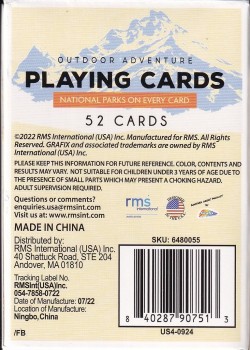 OUTDOOR ADVENTURE
PLAYING CARDS
NATIONAL PARKS ON EVERY CARD
52 CARDS
©2022 RMS International (USA) Inc. Manufactured for RMS. All Rights
Reserved. GRAFIX and associated trademarks are owned by RMS
International (USA) Inc.
PLEASE KEEP THIS INFORMATION FOR FUTURE REFERENCE. COLOR, CONTENTS AND
RESULTS MAY VARY. NOT SUITABLE FOR CHILDREN UNDER 3 YEARS OF AGE DUE TO
THE PRESENCE OF SMALL PARTS WHICH MAY PRESENT A CHOKING HAZARD.
ADULT SUPERVISION REQUIRED.
Questions or comments?
enquiries.usa@rmsint.com
Visit us at: www.rmsint.com
rms
international
MADE IN CHINA
Distributed by:
RMS International (USA) Inc.
40 Shattuck Road, STE 204
Andover, MA 01810
SKU: 6480055
Tracking Label No.
RMSInt(USA)Inc.
054-7858-0722
Date of Manufacture: 07/22
Location of Manufacture:
Ningbo,China
8 40287 90751 3
/FB
US4-0924